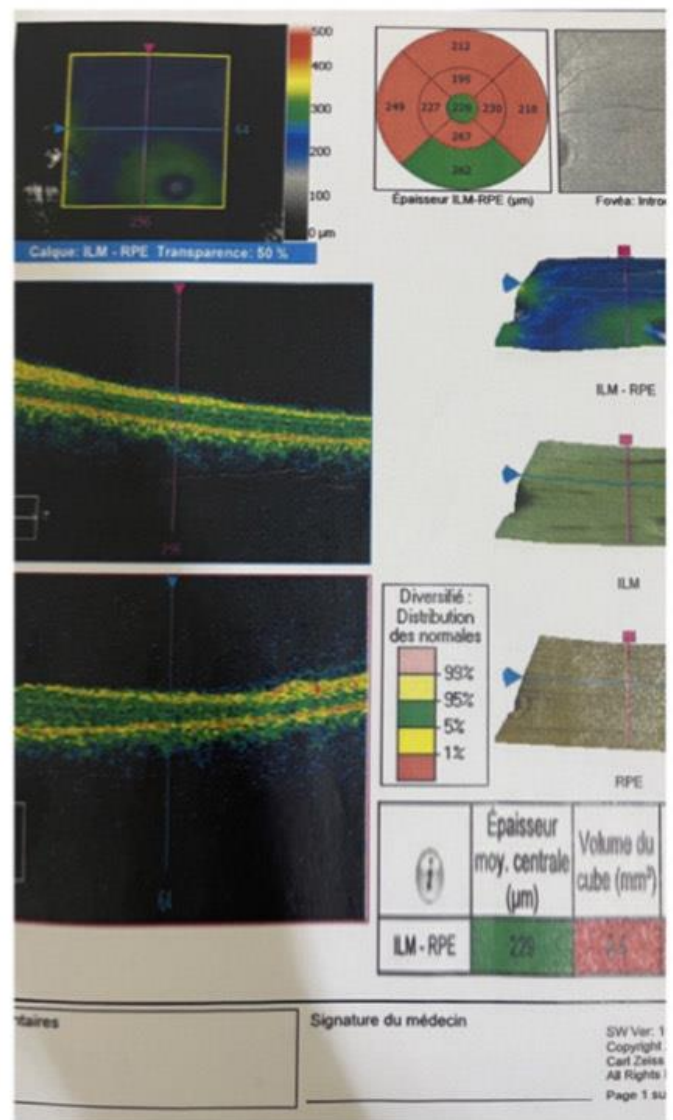 500
400
300
200
100
0 µm
64
256
Calque: ILM - RPE Transparence: 50 %
212
195
249
227
230
218
267
262
Épaisseur ILM-RPE (µm)
Fovéa: Intro
ILM - RPE
ILM
RPE
256
64
Diversifié :
Distribution
des normales
99%
95%
5%
1%
Épaisseur
moy. centrale
(µm)
Volume du
cube (mm³)
ILM - RPE
229
ntaires
Signature du médecin
SW Ver: 1
Copyright
Carl Zeiss
All Rights
Page 1 su